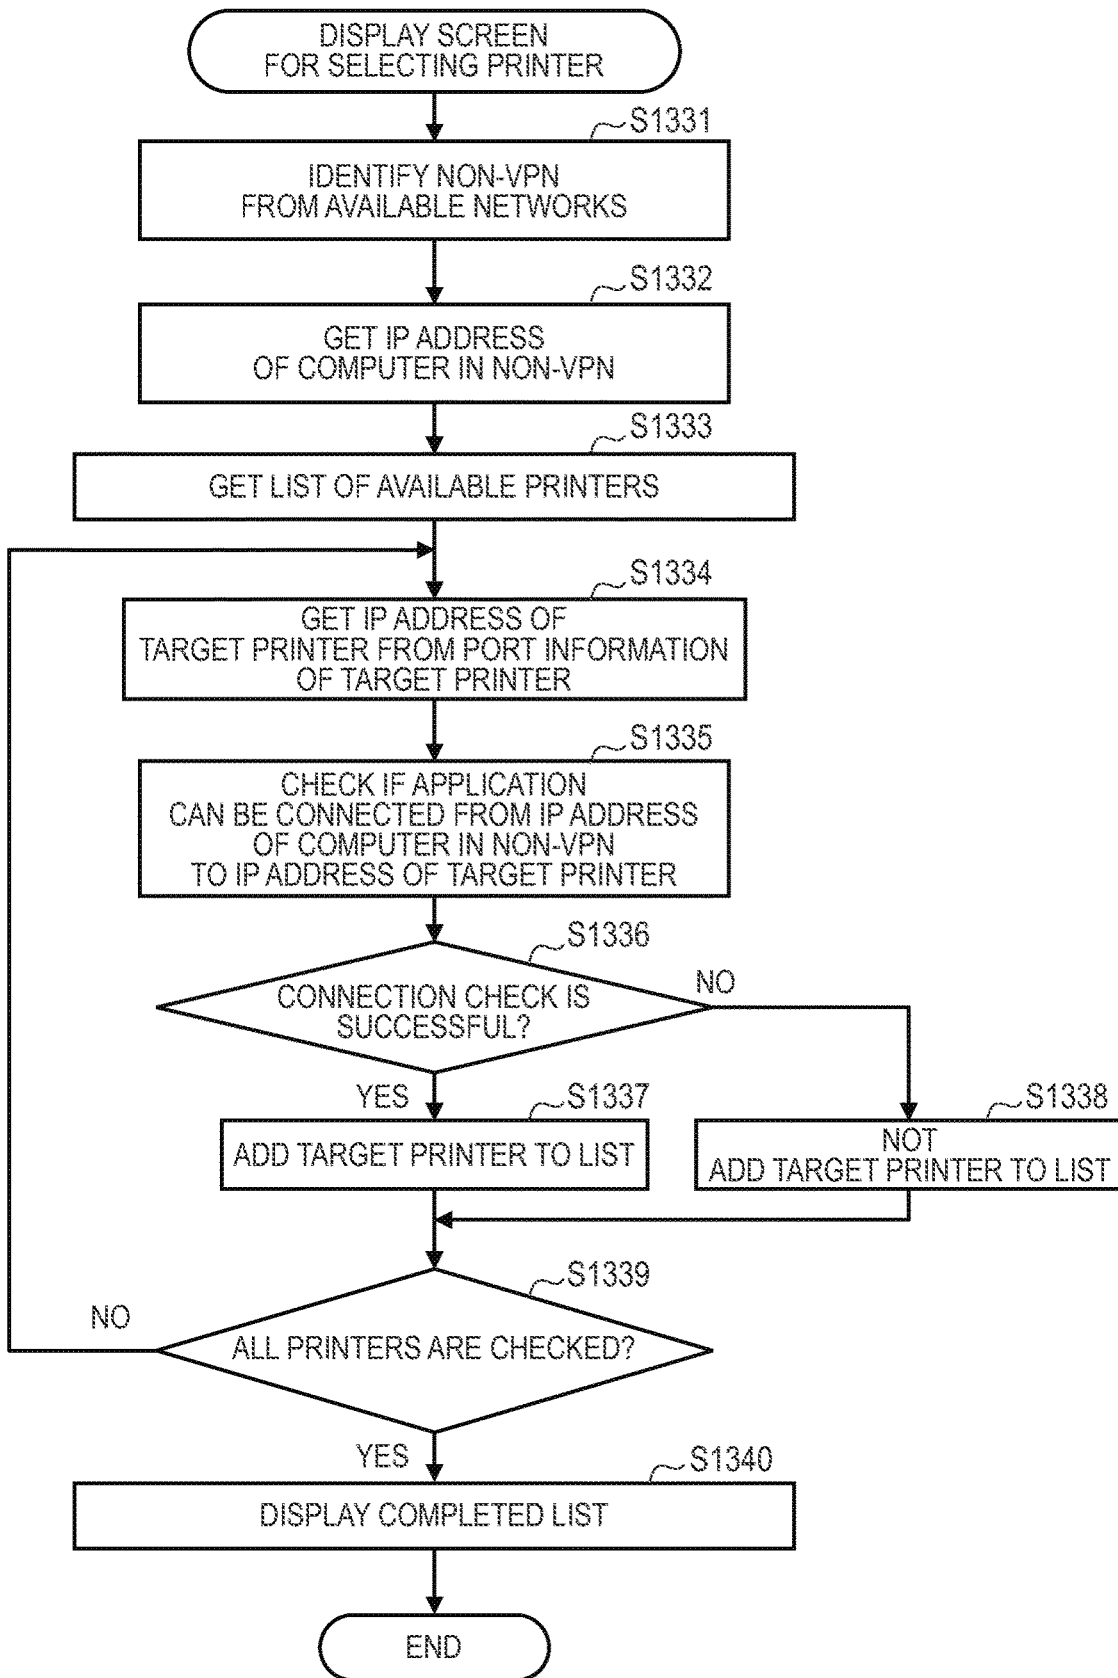 DISPLAY SCREEN
FOR SELECTING PRINTER
S1331
IDENTIFY NON-VPN
FROM AVAILABLE NETWORKS
S1332
GET IP ADDRESS
OF COMPUTER IN NON-VPN
S1333
GET LIST OF AVAILABLE PRINTERS
S1334
GET IP ADDRESS OF
TARGET PRINTER FROM PORT INFORMATION
OF TARGET PRINTER
S1335
CHECK IF APPLICATION
CAN BE CONNECTED FROM IP ADDRESS
OF COMPUTER IN NON-VPN
TO IP ADDRESS OF TARGET PRINTER
S1336
CONNECTION CHECK IS
SUCCESSFUL?
NO
YES
S1337
ADD TARGET PRINTER TO LIST
S1338
NOT
ADD TARGET PRINTER TO LIST
S1339
ALL PRINTERS ARE CHECKED?
NO
YES
S1340
DISPLAY COMPLETED LIST
END